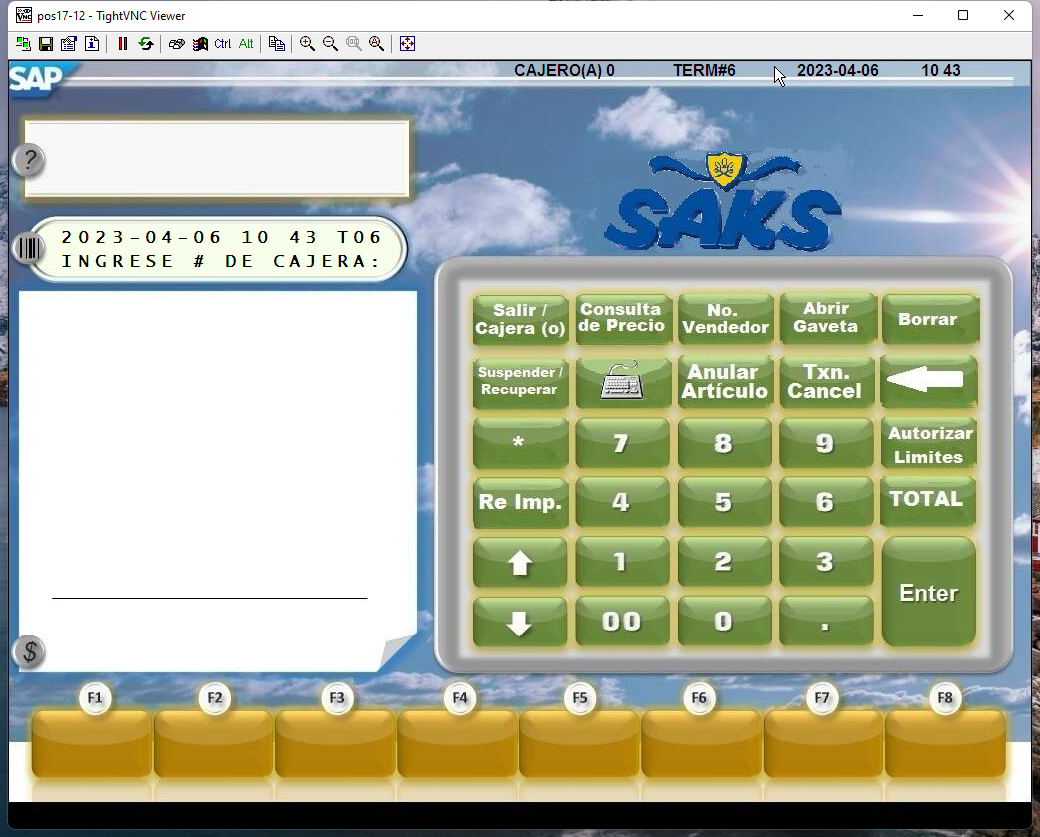 pos17-12 - TightVNC Viewer
Ctrl Alt
SAP
CAJERO(A) 0 TERM#6 2023-04-06 10 43
?
SAKS
2023-04-06 10 43 T06
INGRESE # DE CAJERA:
Salir /
Cajera (o)
Consulta
de Precio
No.
Vendedor
Abrir
Gaveta
Borrar
Suspender /
Recuperar
Anular
Artículo
Txn.
Cancel
* 7 8 9
Autorizar
Limites
Re Imp. 4 5 6 TOTAL
1 2 3
Enter
00 0 .
$
F1 F2 F3 F4 F5 F6 F7 F8